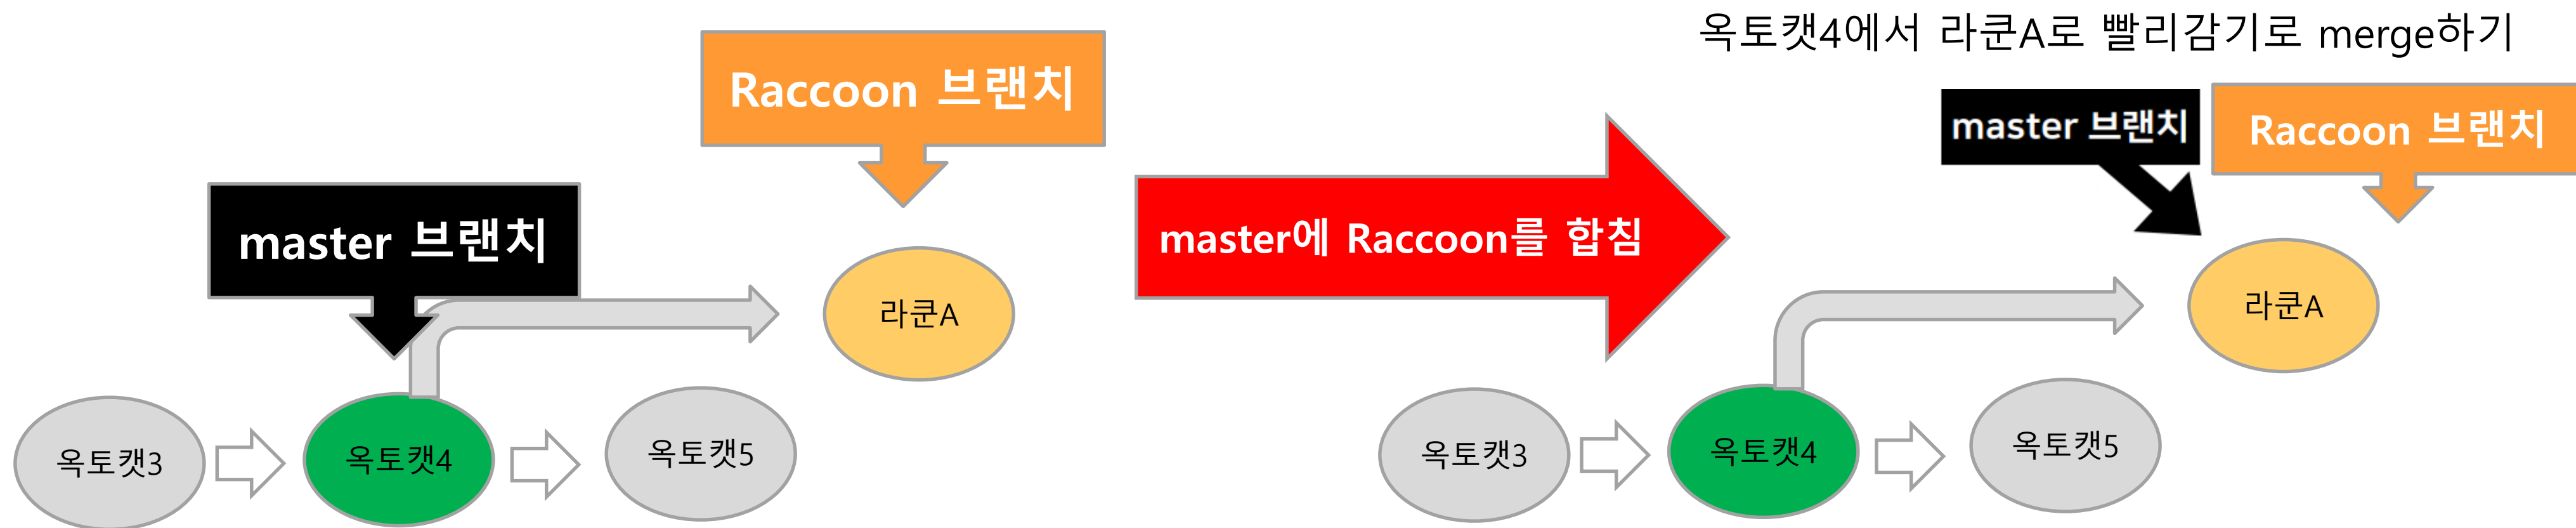 옥토캣4에서 라쿤A로 빨리감기로 merge하기
Raccoon 브랜치
master 브랜치
라쿤A
옥토캣3
옥토캣4
옥토캣5
master에 Raccoon를 합침
master 브랜치
Raccoon 브랜치
라쿤A
옥토캣3
옥토캣4
옥토캣5